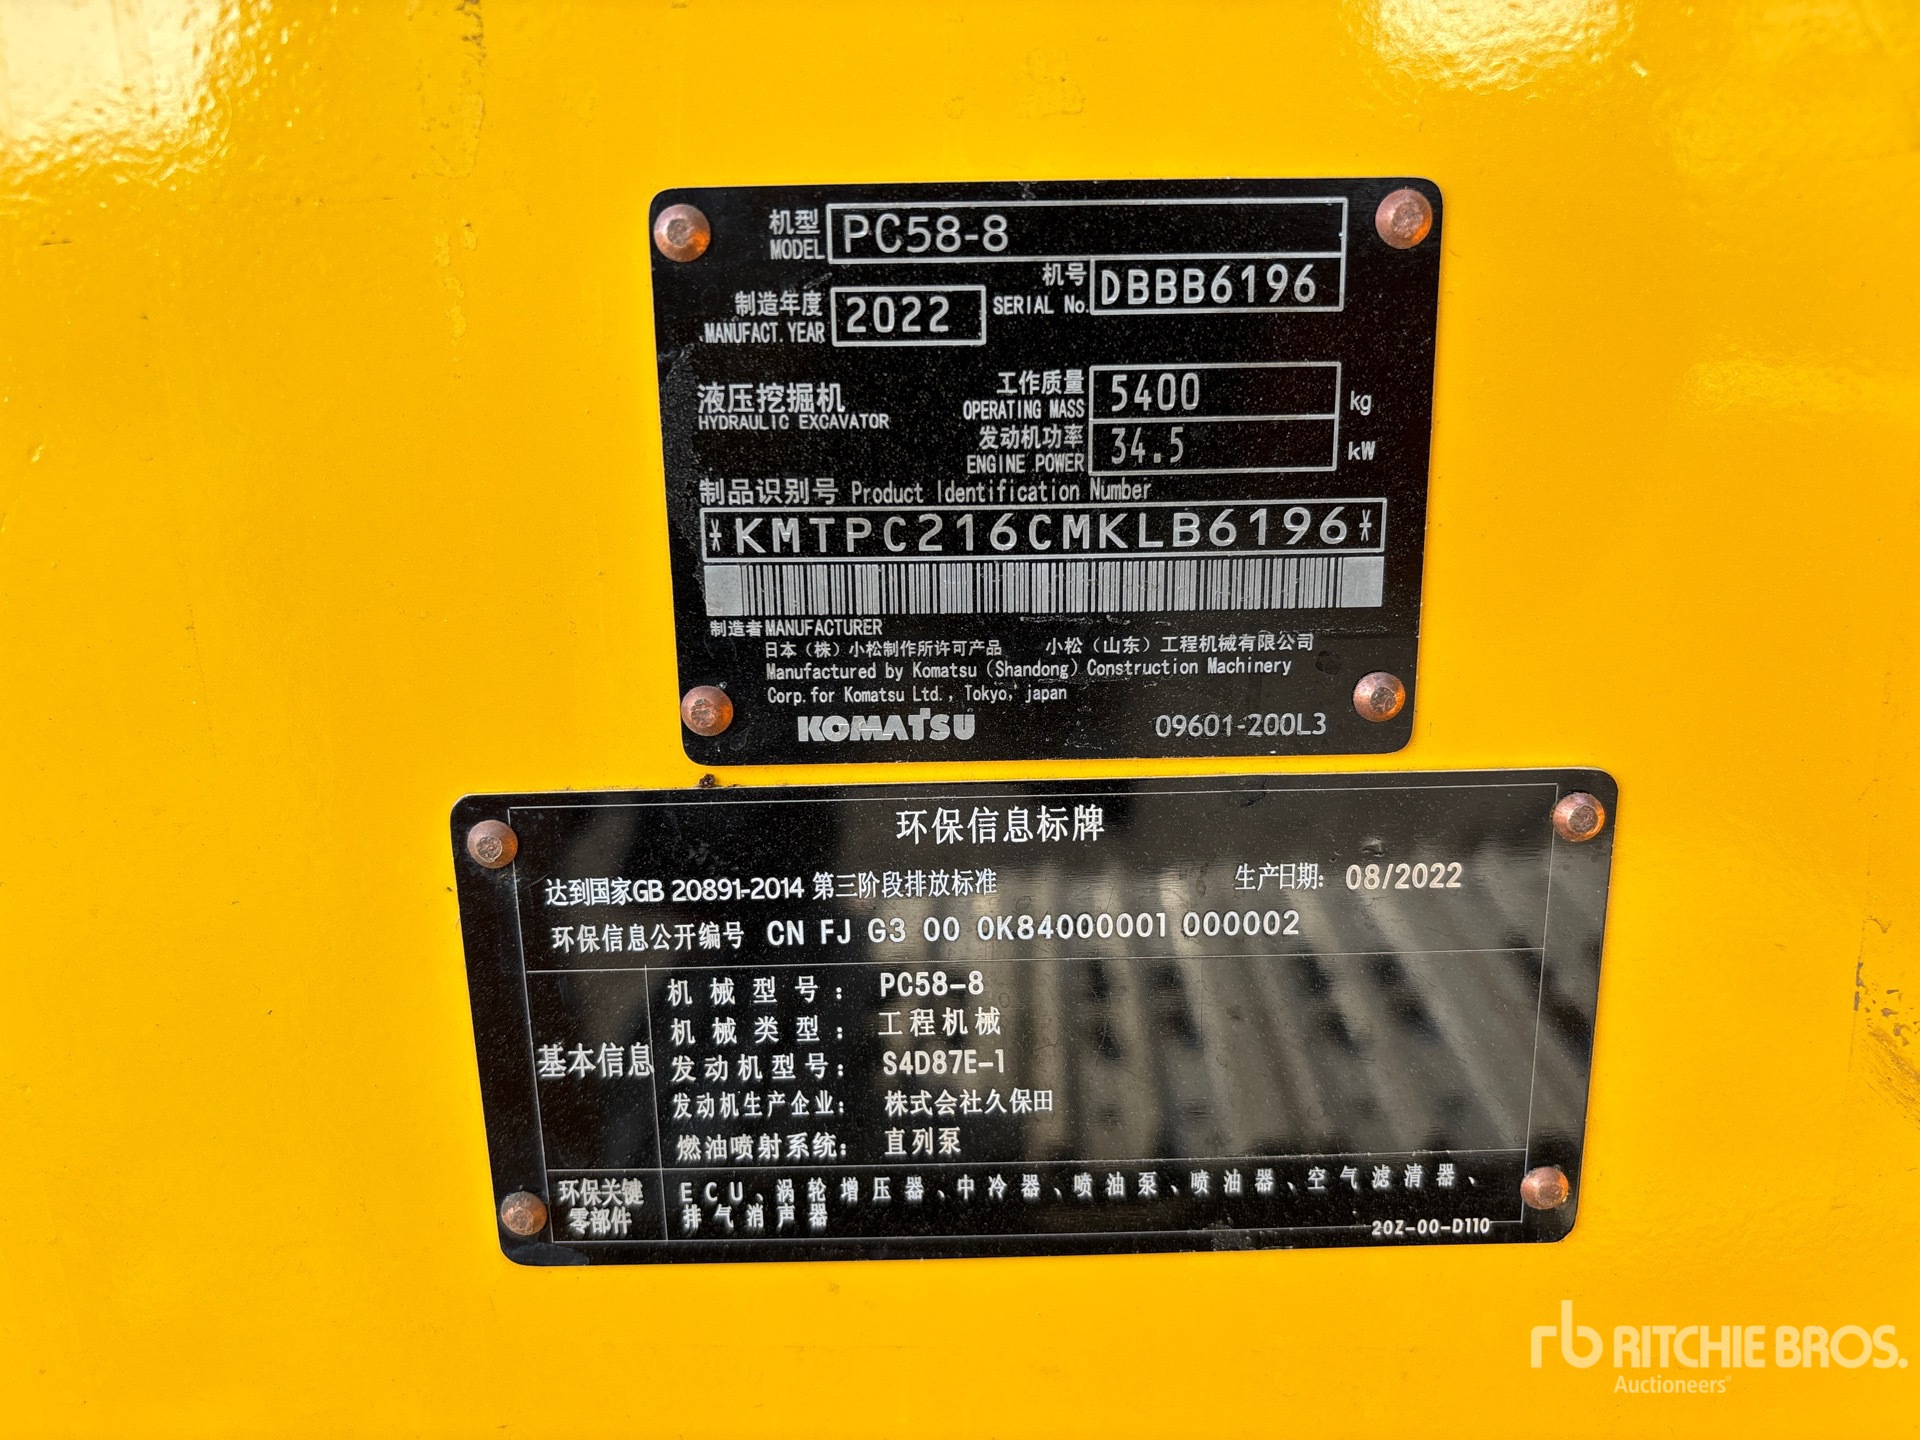 机型 PC58-8
MODEL
机号 DBBB6196
SERIAL No.
制造年度 2022
MANUFACT. YEAR
液压挖掘机
HYDRAULIC EXCAVATOR
工作质量 5400 kg
OPERATING MASS
发动机功率 34.5 kW
ENGINE POWER
制品识别号 Product Identification Number
*KMTPC216CMKLB6196*
制造者 MANUFACTURER
日本（株）小松制作所许可产品 小松（山东）工程机械有限公司
Manufactured by Komatsu (Shandong) Construction Machinery
Corp. for Komatsu Ltd., Tokyo, japan
KOMATSU 09601-200L3
环保信息标牌
达到国家GB 20891-2014 第三阶段排放标准 生产日期: 08/2022
环保信息公开编号 CN FJ G3 00 0K84000001 000002
基本信息
机械型号: PC58-8
机械类型: 工程机械
发动机型号: S4D87E-1
发动机生产企业: 株式会社久保田
燃油喷射系统: 直列泵
环保关键零部件
ECU、涡轮增压器、中冷器、喷油泵、喷油器、空气滤清器、
排气消声器
20Z-00-D110
rb RITCHIE BROS.
Auctioneers